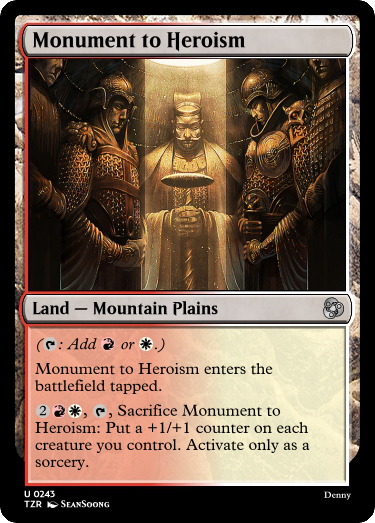 Monument to Heroism
Land — Mountain Plains
(: Add or .)
Monument to Heroism enters the
battlefield tapped.
2, , Sacrifice Monument to
Heroism: Put a +1/+1 counter on each
creature you control. Activate only as a
sorcery.
U 0243
TZR SeanSoong
Denny